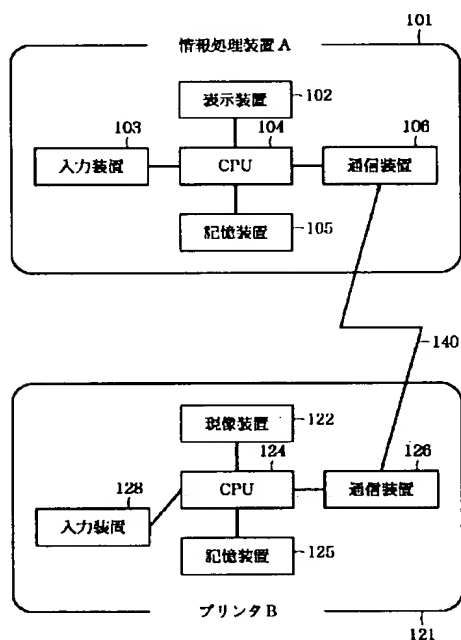 101
情報処理装置A
表示装置
102
103
104
106
入力装置
CPU
通信装置
記憶装置
105
140
現像装置
122
124
126
128
CPU
通信装置
入力装置
記憶装置
125
プリンタB
121